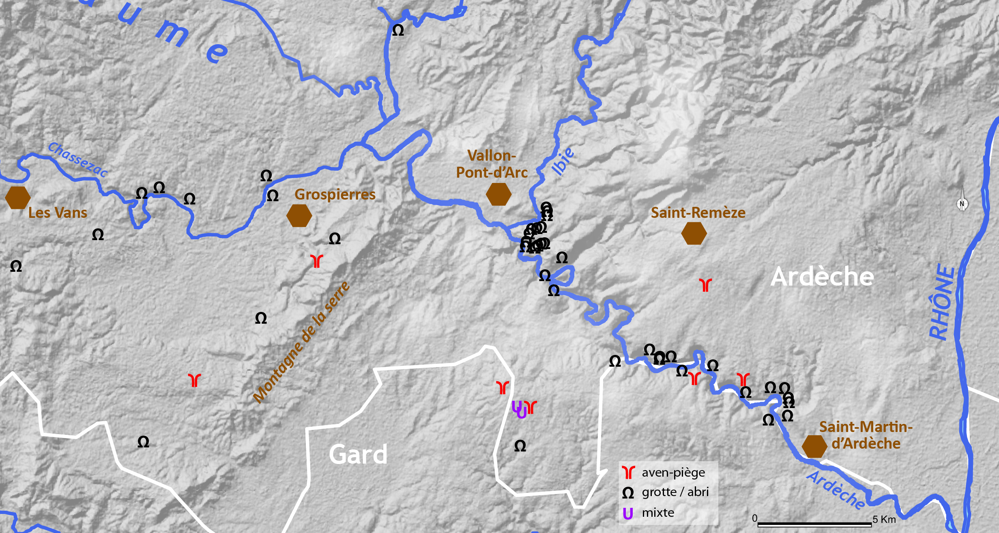 ume
Chassezac
Les Vans
Grospierres
Vallon-
Pont-d’Arc
Ibie
Saint-Remèze
N
Ardèche
RHÔNE
Montagne de la serre
Gard
Saint-Martin-
d’Ardèche
Ardèche
aven-piège
grotte / abri
mixte
0
5 Km